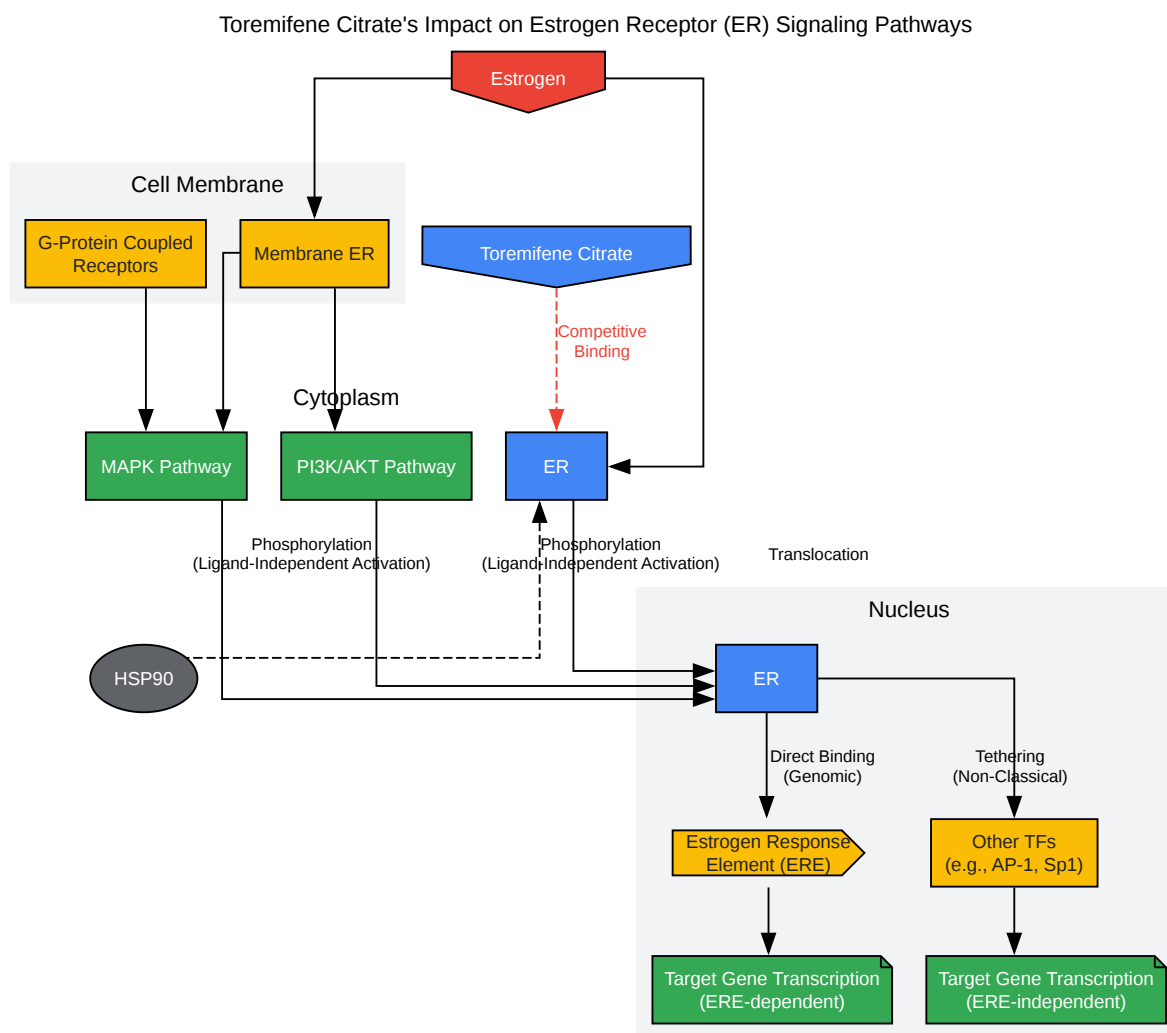 Toremifene Citrate's Impact on Estrogen Receptor (ER) Signaling Pathways
Estrogen
Cell Membrane
G-Protein Coupled
Receptors
Membrane ER
Toremifene Citrate
Competitive
Binding
Cytoplasm
MAPK Pathway
PI3K/AKT Pathway
ER
Phosphorylation
(Ligand-Independent Activation)
Phosphorylation
(Ligand-Independent Activation)
Translocation
Nucleus
HSP90
ER
Direct Binding
(Genomic)
Tethering
(Non-Classical)
Estrogen Response
Element (ERE)
Other TFs
(e.g., AP-1, Sp1)
Target Gene Transcription
(ERE-dependent)
Target Gene Transcription
(ERE-independent)